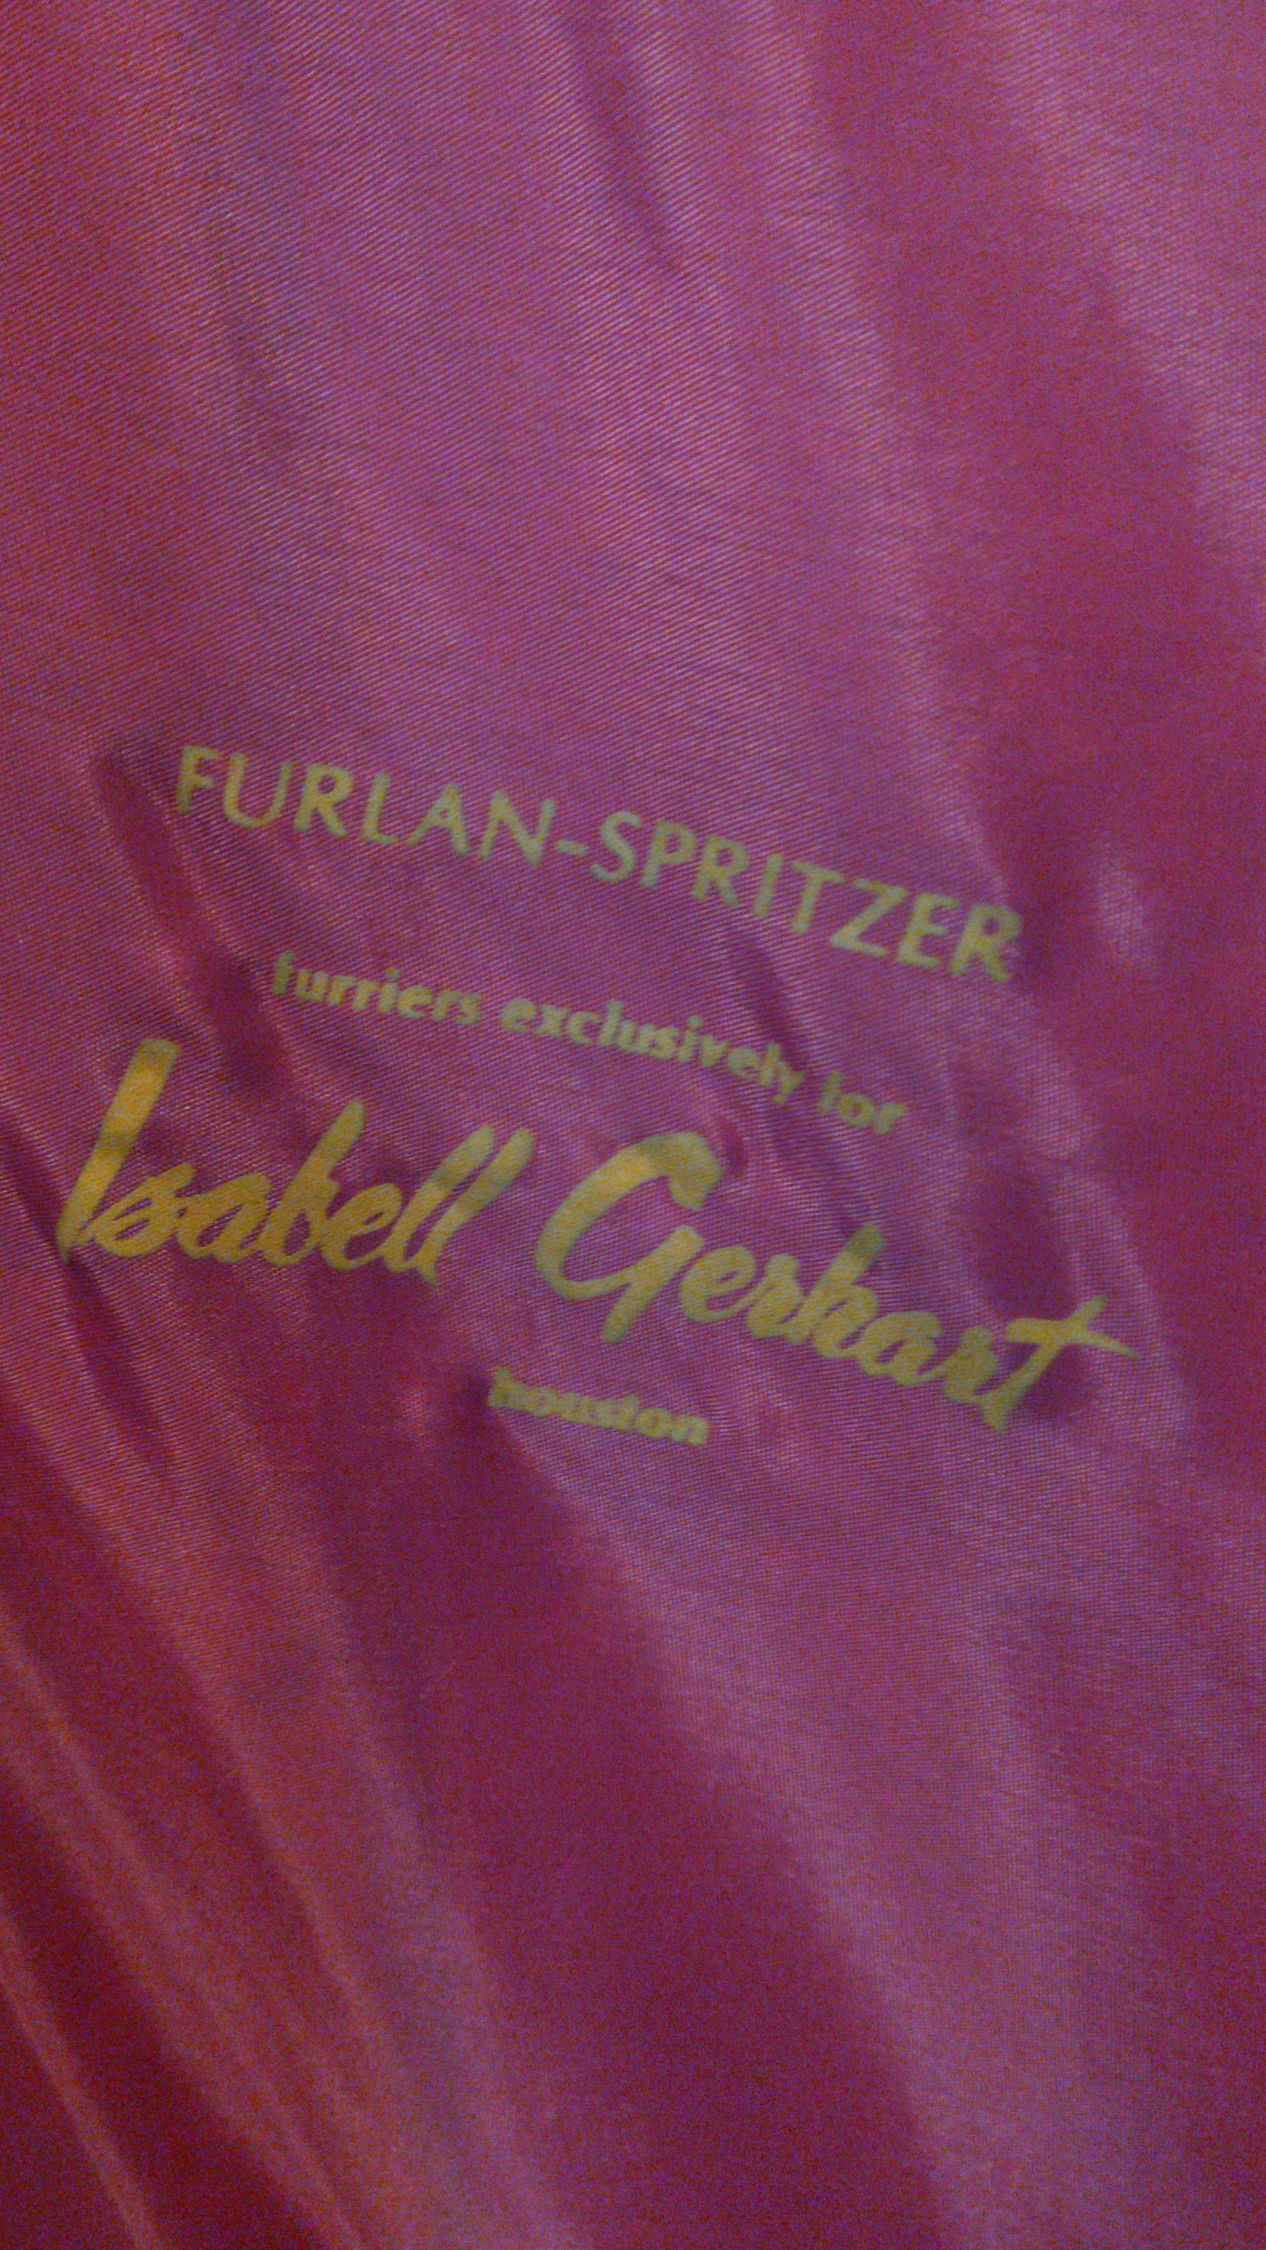 FURLAN-SPRITZER
furriers exclusively for
Isabell Gerhart
houston